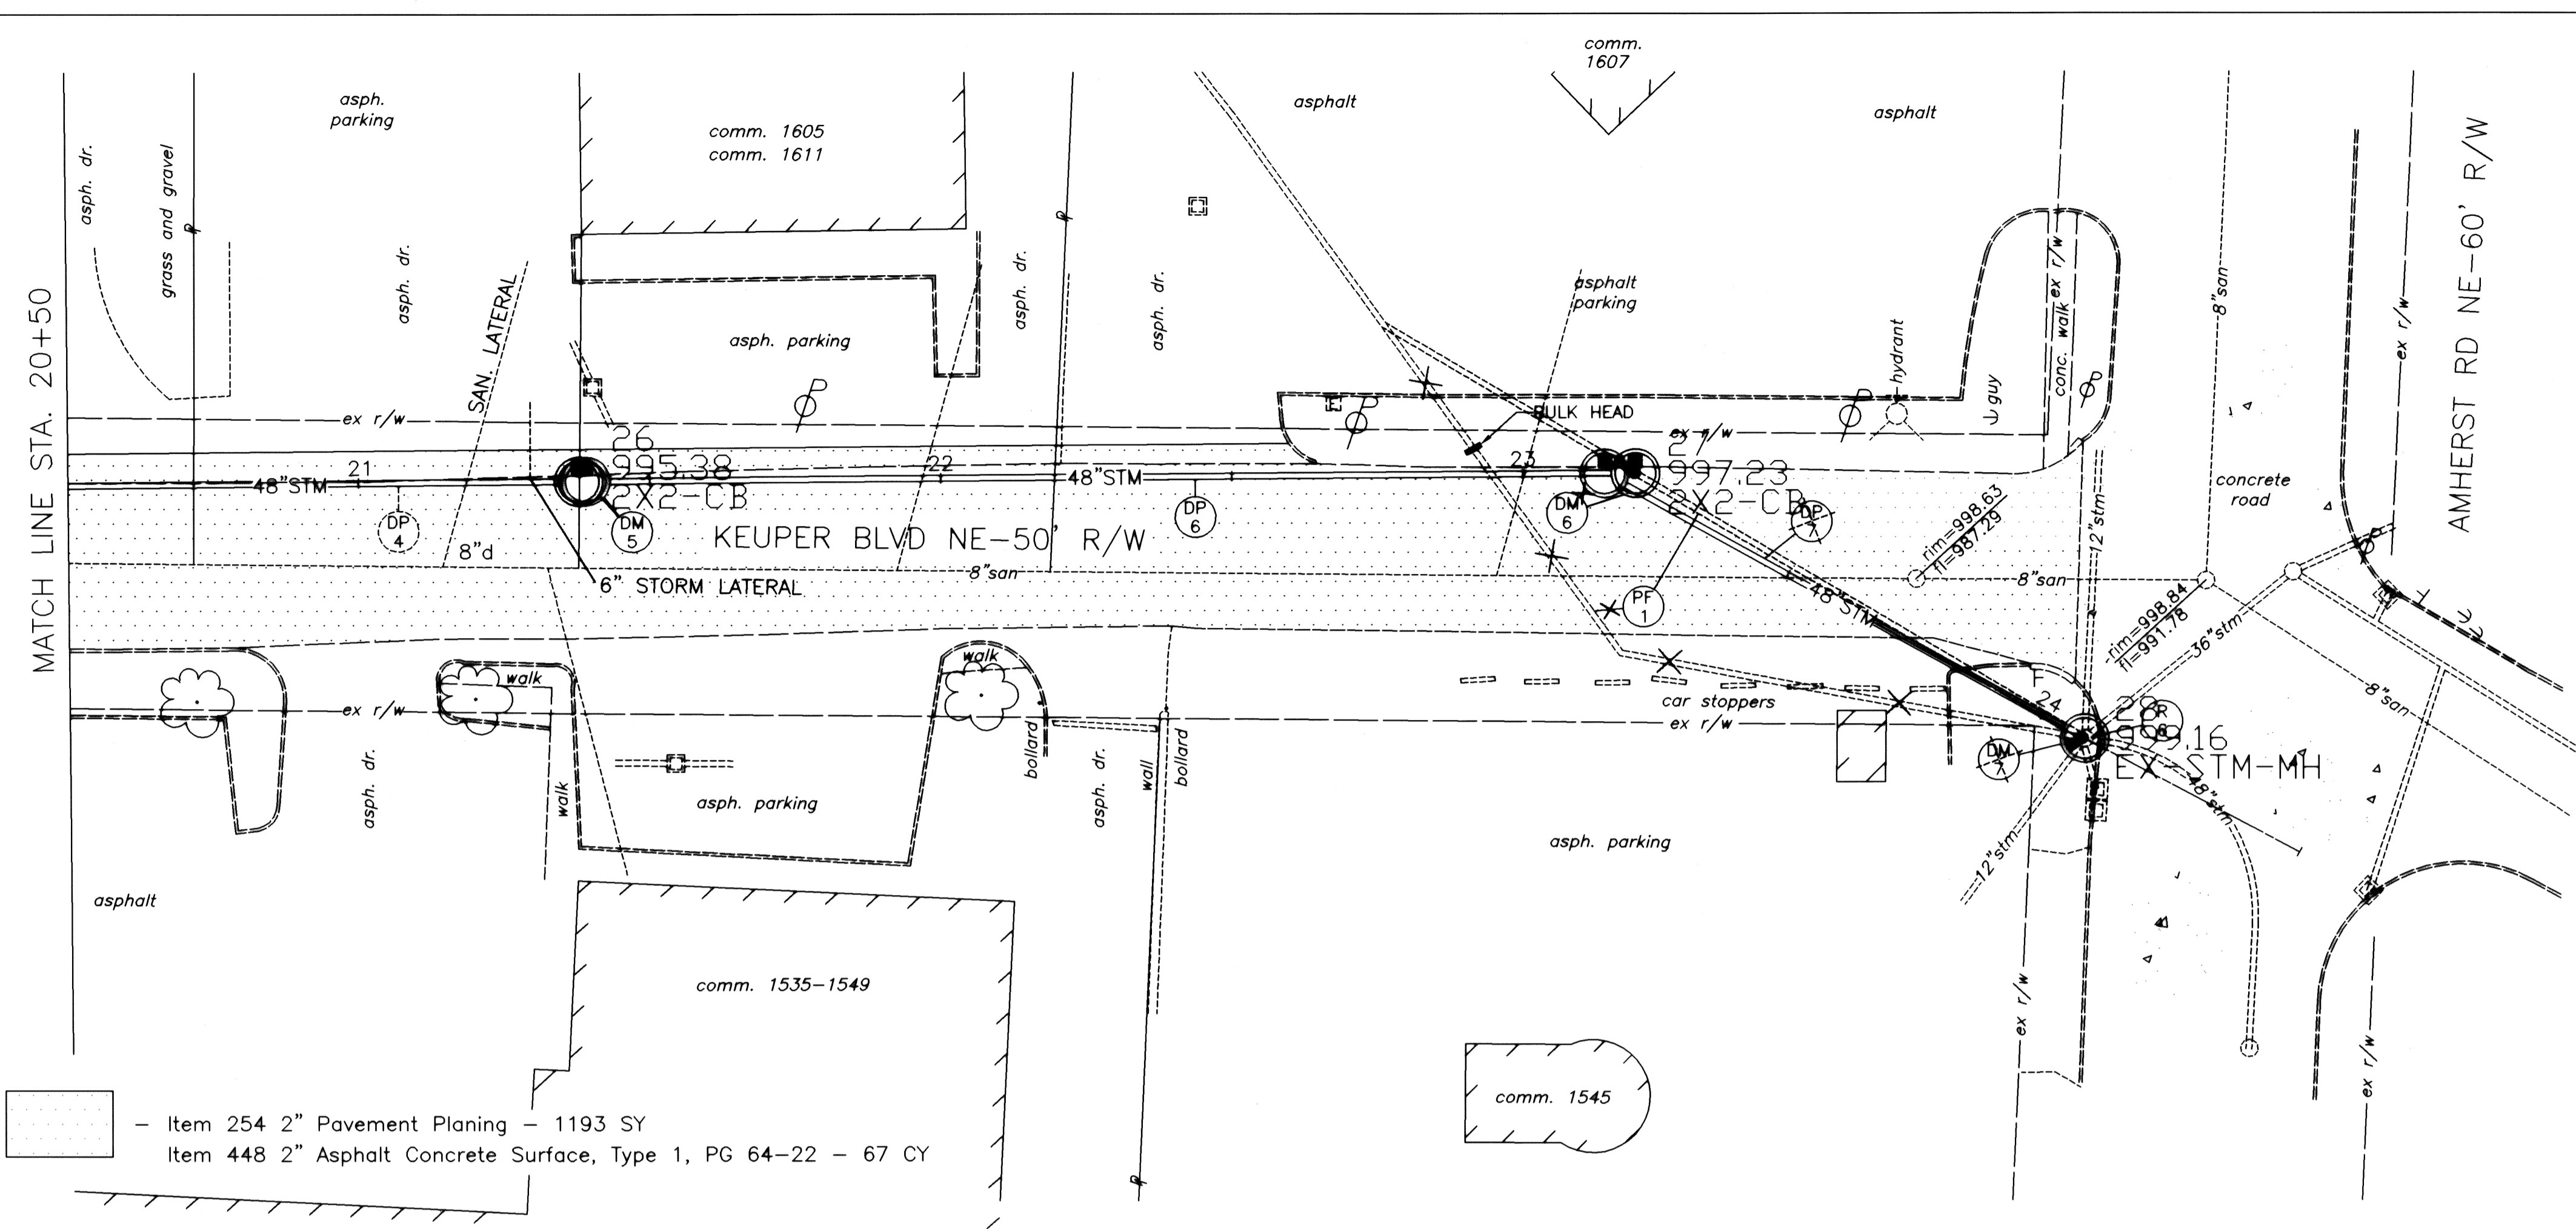 comm.
1607
asph.
parking
asphalt
asphalt
comm. 1605
comm. 1611
asph. dr.
grass and gravel
AMHERST RD NE-60' R/W
asph. dr.
asph. dr.
asph. dr.
SAN. LATERAL
asphalt
parking
8"san
ex r/w
conc. walk
ex r/w
MATCH LINE STA. 20+50
asph. parking
hydrant
guy
ex r/w
BULK HEAD
ex r/w
26
995.38
2X2-CB
27
997.23
2X2-CB
21
22
23
48"STM
48"STM
concrete
road
DP
4
DM
5
DP
6
DM
6
DP
7
KEUPER BLVD NE-50' R/W
rim=998.63
fl=987.29
12"stm
8"d
8"san
8"san
6" STORM LATERAL
PF
1
48"STM
rim=998.84
fl=991.78
36"stm
walk
walk
8"san
ex r/w
car stoppers
ex r/w
24
28
999.16
EX-STM-MH
R
DM
7
48"stm
asph. dr.
walk
bollard
asph. dr.
wall
bollard
asph. parking
asph. parking
12"stm
asphalt
comm. 1535-1549
ex r/w
ex r/w
comm. 1545
- Item 254 2" Pavement Planing - 1193 SY
Item 448 2" Asphalt Concrete Surface, Type 1, PG 64-22 - 67 CY